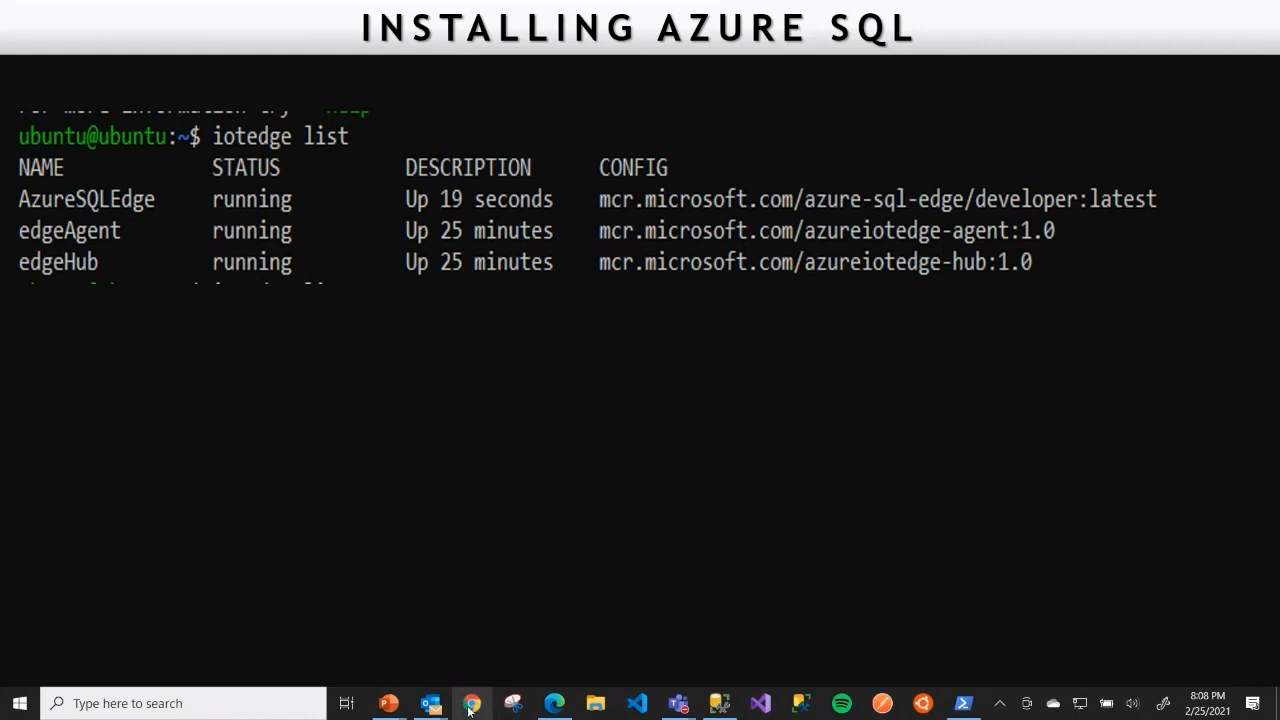 INSTALLING AZURE SQL
ubuntu@ubuntu:~$ iotedge list
NAME STATUS DESCRIPTION CONFIG
AzureSQLEdge running Up 19 seconds mcr.microsoft.com/azure-sql-edge/developer:latest
edgeAgent running Up 25 minutes mcr.microsoft.com/azureiotedge-agent:1.0
edgeHub running Up 25 minutes mcr.microsoft.com/azureiotedge-hub:1.0
Type here to search
8:08 PM
2/25/2021